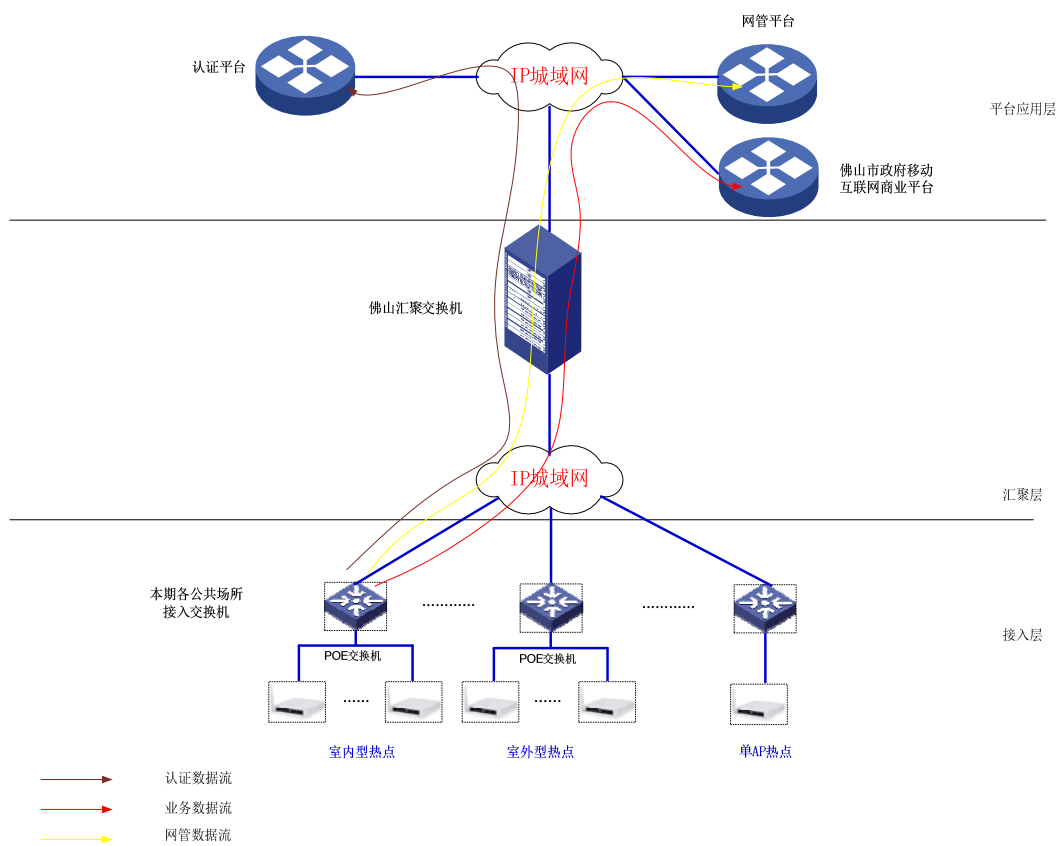 网管平台
认证平台
IP城域网
平台应用层
佛山市政府移动
互联网商业平台
佛山汇聚交换机
IP城域网
汇聚层
本期各公共场所
接入交换机
............
............
接入层
POE交换机
POE交换机
......
......
室内型热点
室外型热点
单AP热点
认证数据流
业务数据流
网管数据流